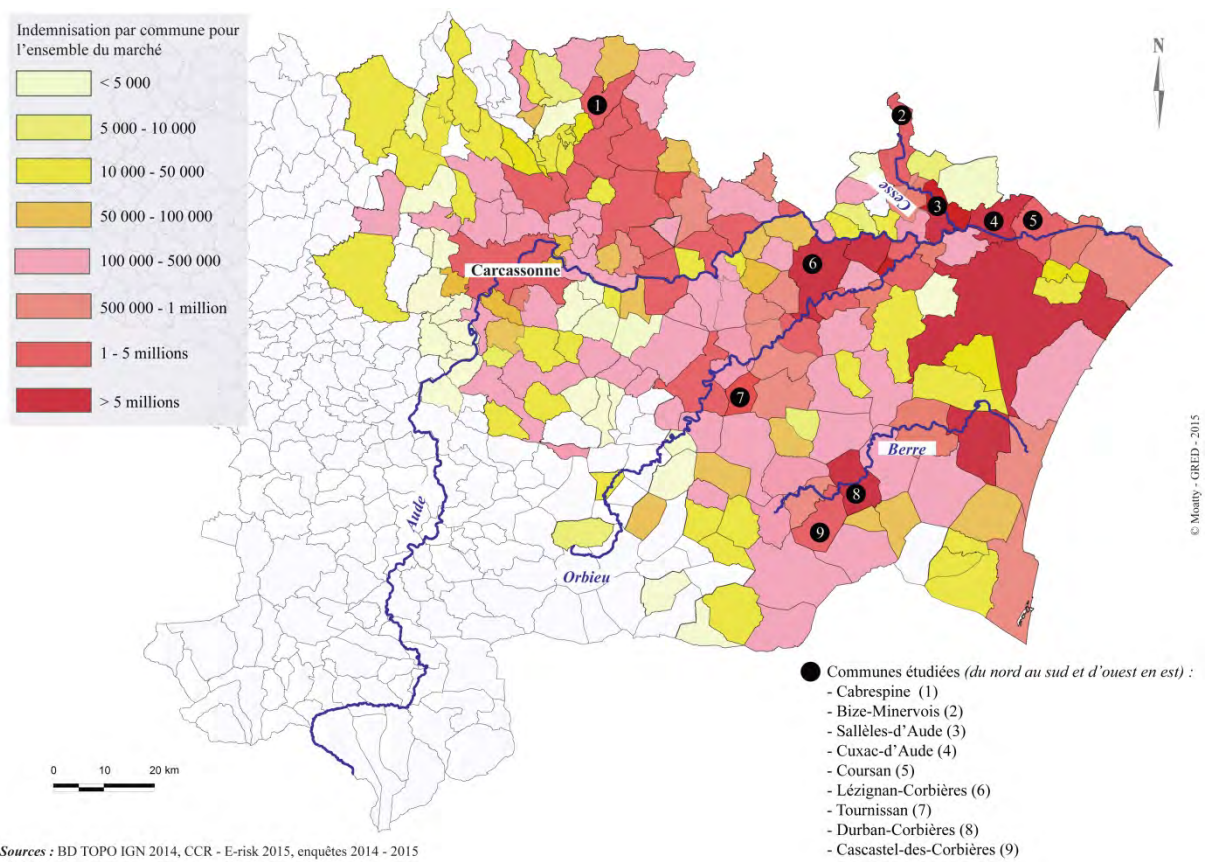 Indemnisation par commune pour
l'ensemble du marché
< 5 000
5 000 - 10 000
10 000 - 50 000
50 000 - 100 000
100 000 - 500 000
500 000 - 1 million
1 - 5 millions
> 5 millions
N
1
2
Cesse
3
4
5
6
Carcassonne
7
Berre
8
9
Aude
Orbieu
© Moatty - GRED - 2015
Communes étudiées (du nord au sud et d'ouest en est) :
- Cabrespine (1)
- Bize-Minervois (2)
- Sallèles-d'Aude (3)
- Cuxac-d'Aude (4)
- Coursan (5)
- Lézignan-Corbières (6)
- Tournissan (7)
- Durban-Corbières (8)
- Cascastel-des-Corbières (9)
0 10 20 km
Sources : BD TOPO IGN 2014, CCR - E-risk 2015, enquêtes 2014 - 2015